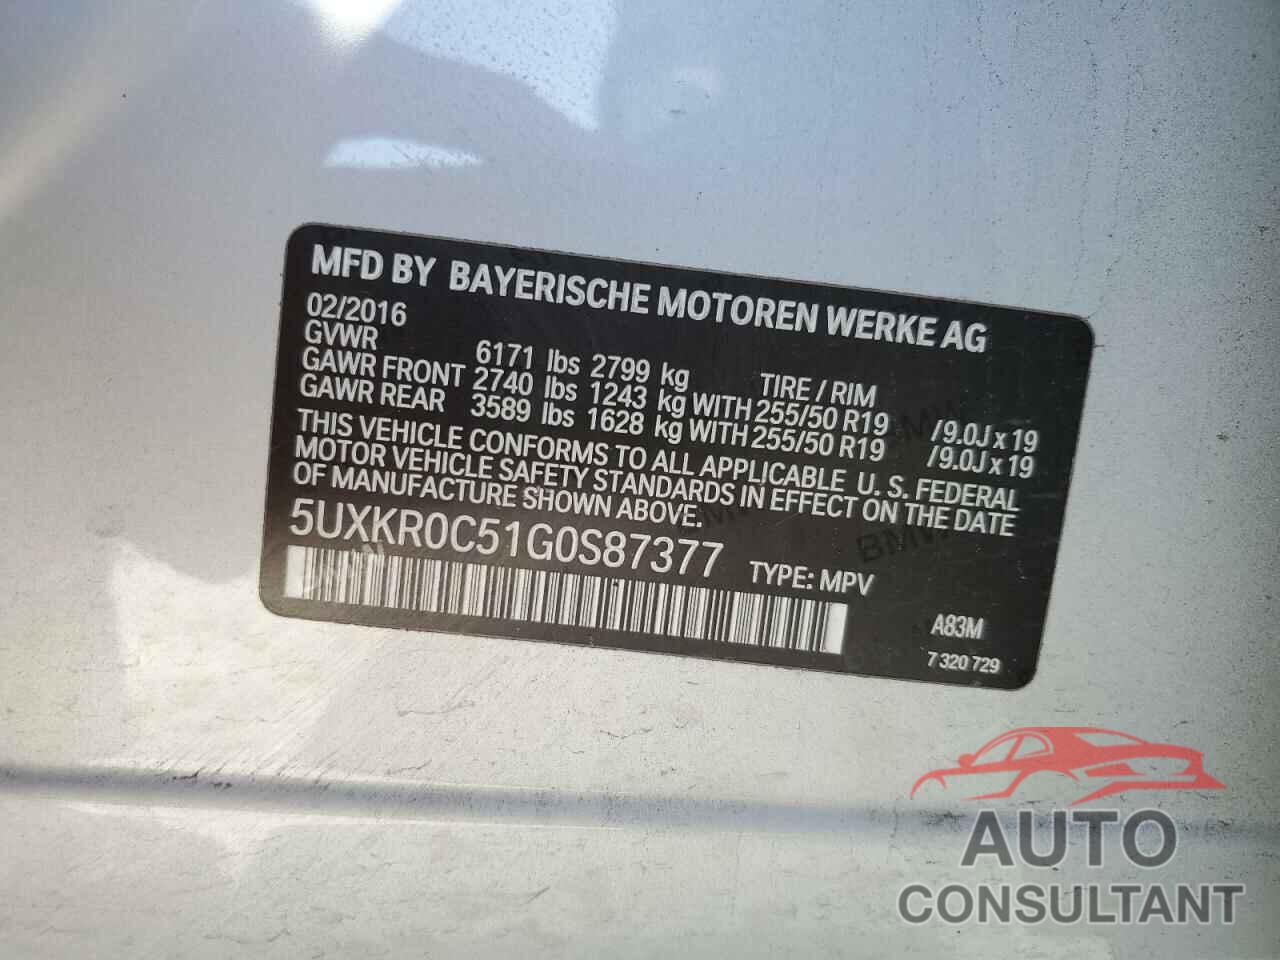 MFD BY BAYERISCHE MOTOREN WERKE AG
02/2016
GVWR 6171 lbs 2799 kg TIRE / RIM
GAWR FRONT 2740 lbs 1243 kg WITH 255/50 R19 /9.0J x 19
GAWR REAR 3589 lbs 1628 kg WITH 255/50 R19 /9.0J x 19
THIS VEHICLE CONFORMS TO ALL APPLICABLE U. S. FEDERAL
MOTOR VEHICLE SAFETY STANDARDS IN EFFECT ON THE DATE
OF MANUFACTURE SHOWN ABOVE.
5UXKR0C51G0S87377 TYPE: MPV
A83M
7 320 729
AUTO
CONSULTANT